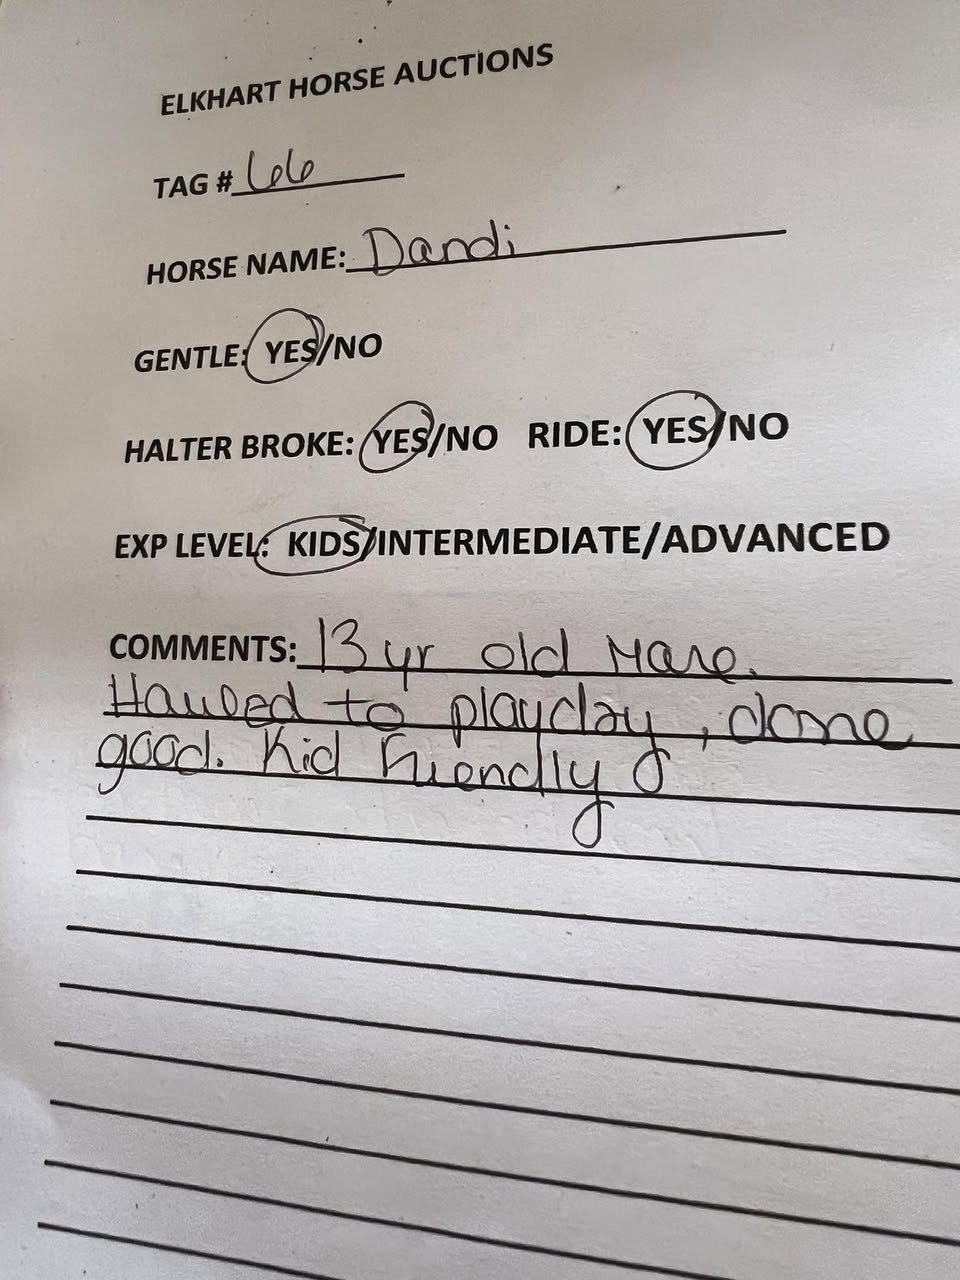 ELKHART HORSE AUCTIONS
TAG # 66
HORSE NAME: Dandi
GENTLE: YES/NO
HALTER BROKE: YES/NO RIDE: YES/NO
EXP LEVEL: KIDS/INTERMEDIATE/ADVANCED
COMMENTS: 13 yr old Mare.
Hauled to playday, done
good. Kid Friendly